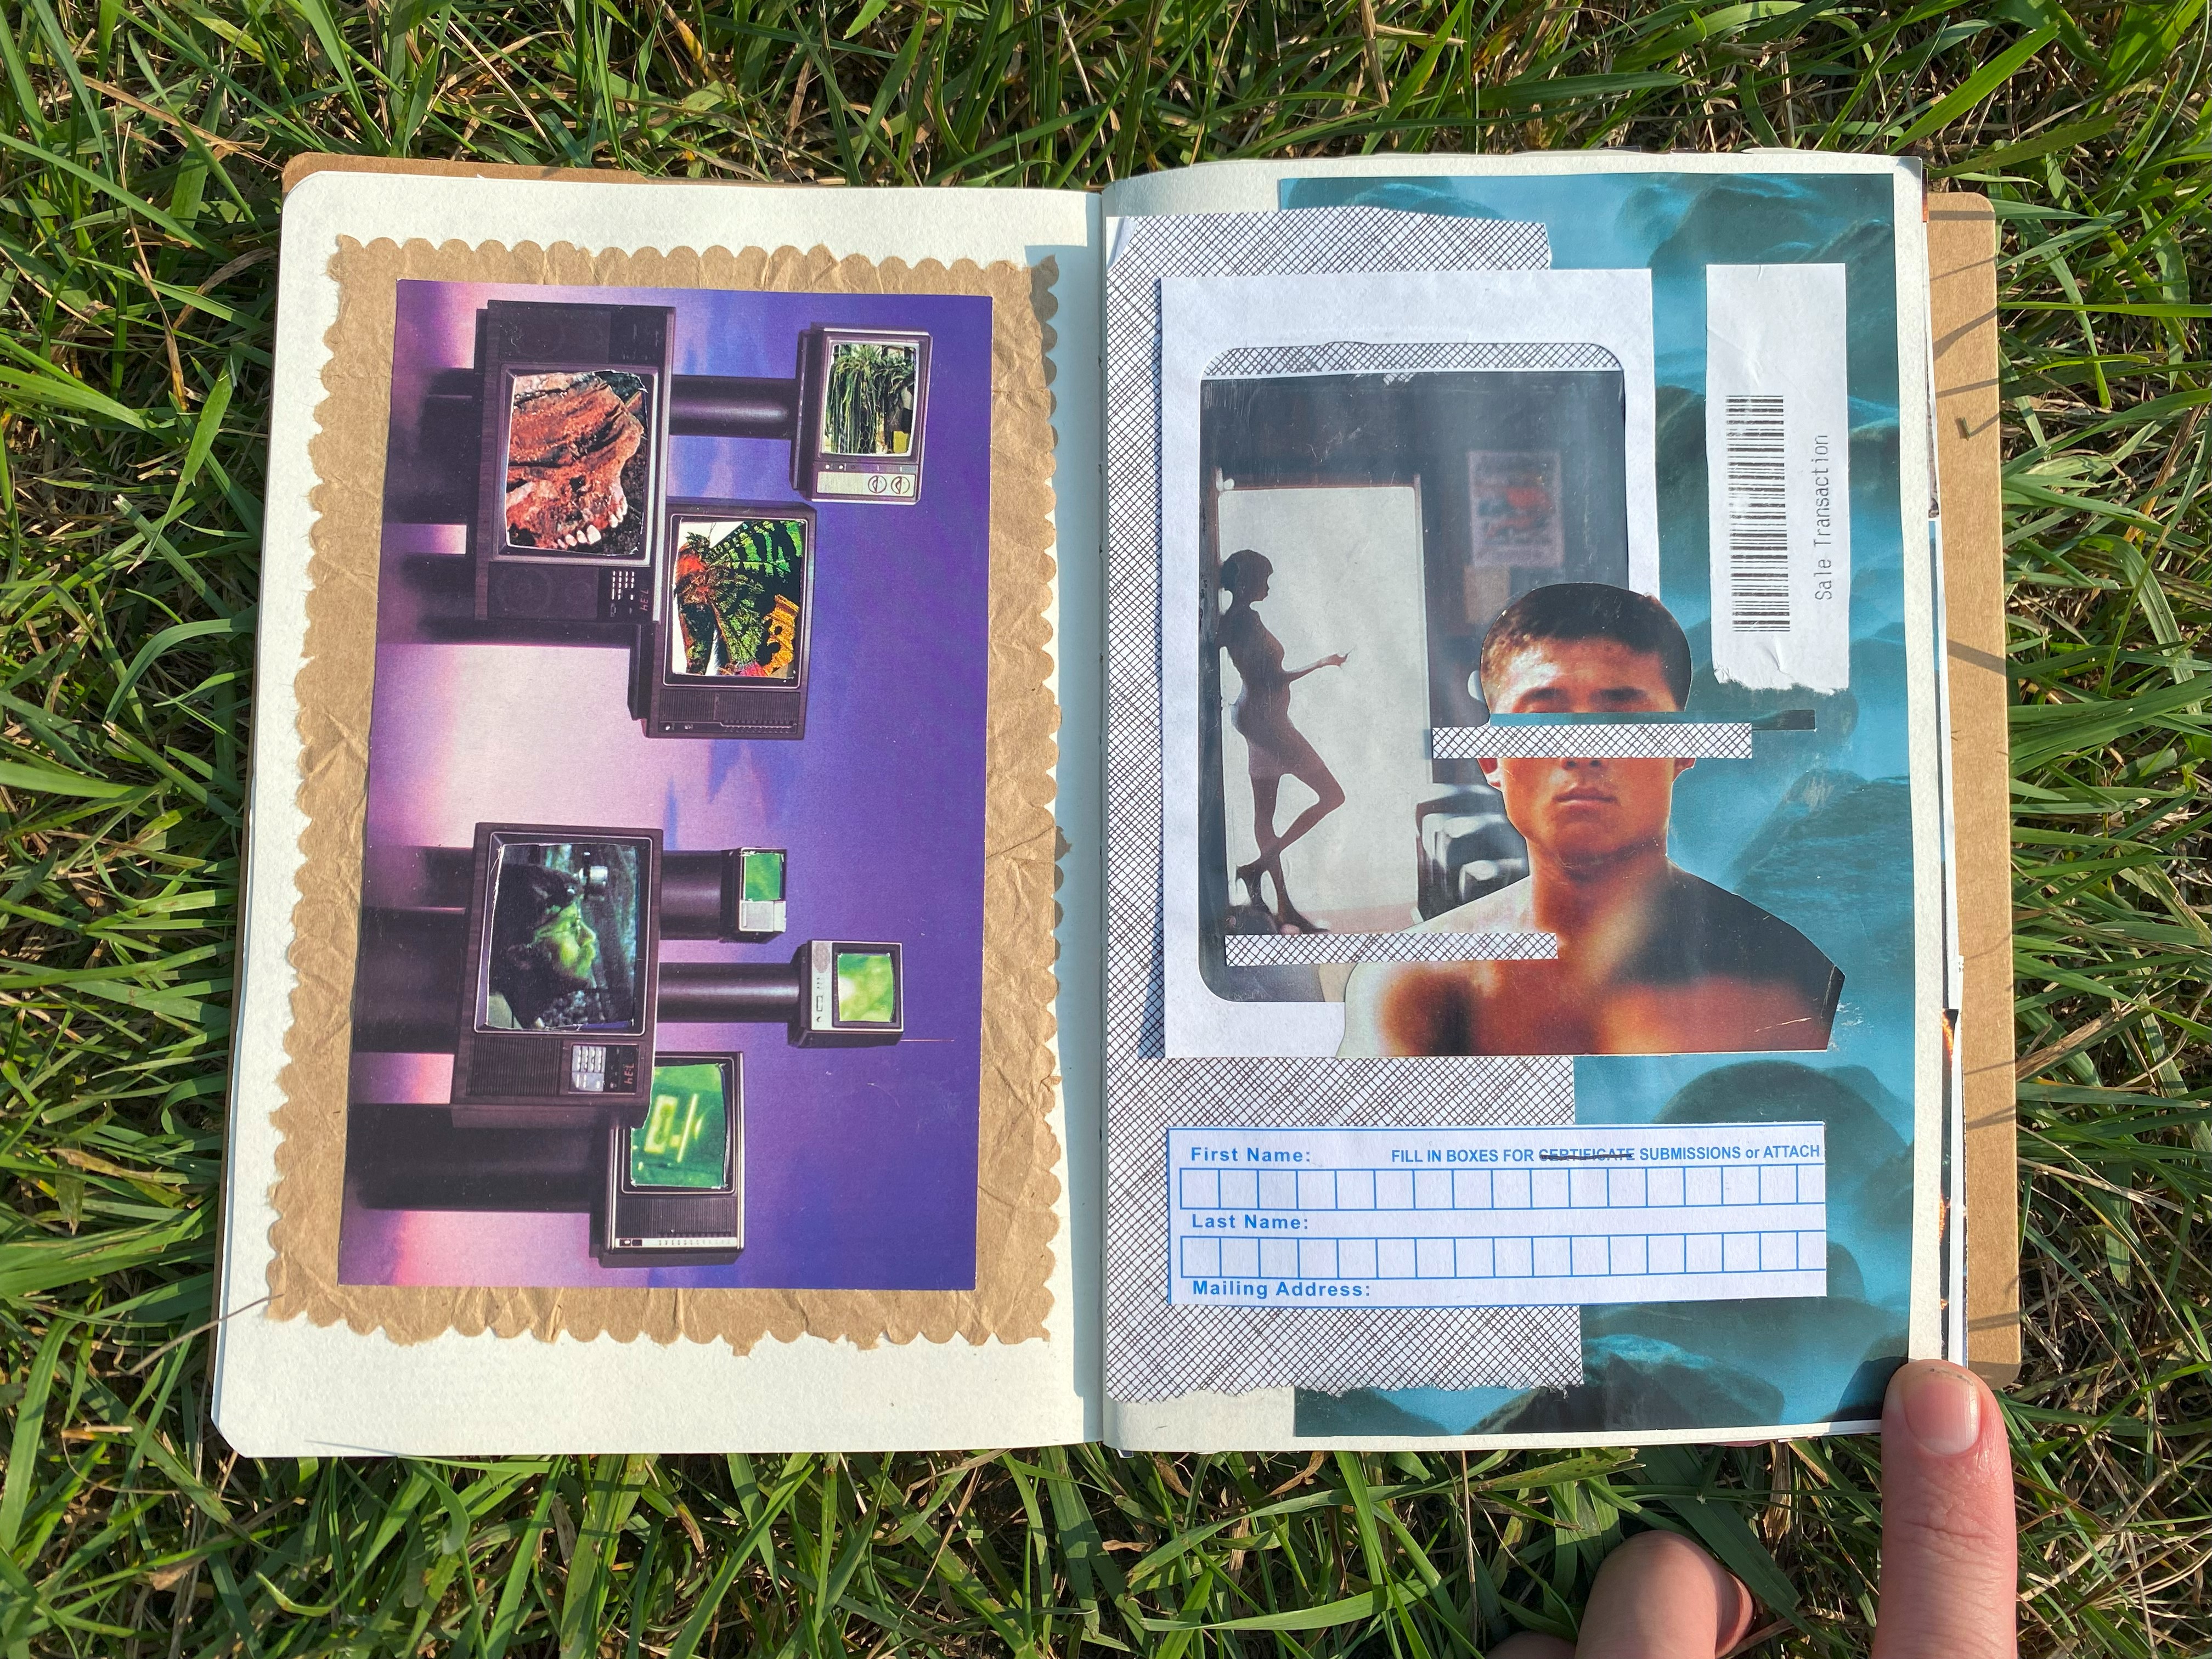 Sale Transaction
First Name: FILL IN BOXES FOR CERTIFICATE SUBMISSIONS or ATTACH
Last Name:
Mailing Address: